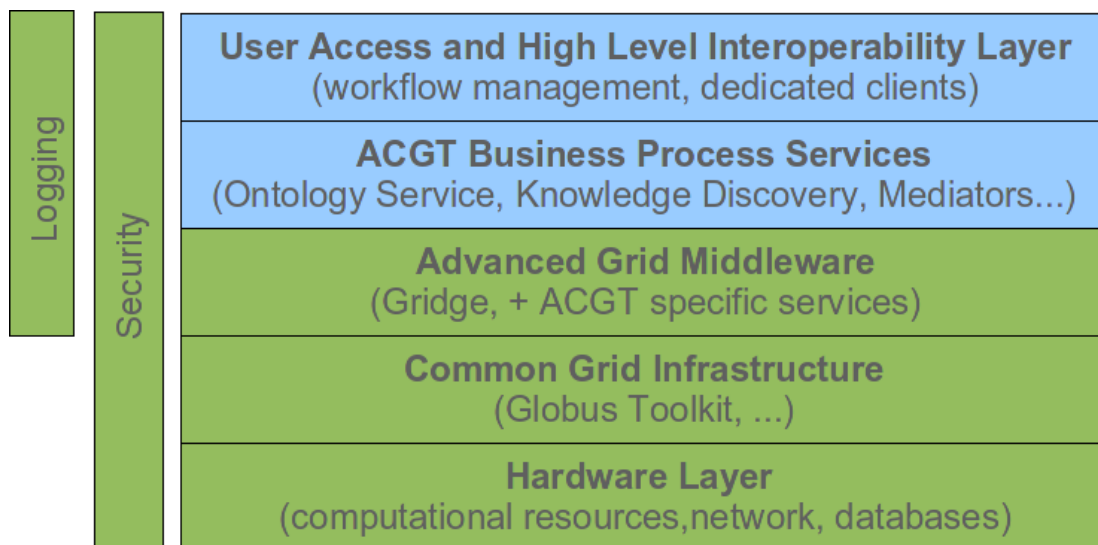 Logging
Security
User Access and High Level Interoperability Layer
(workflow management, dedicated clients)
ACGT Business Process Services
(Ontology Service, Knowledge Discovery, Mediators...)
Advanced Grid Middleware
(Gridge, + ACGT specific services)
Common Grid Infrastructure
(Globus Toolkit, ...)
Hardware Layer
(computational resources,network, databases)